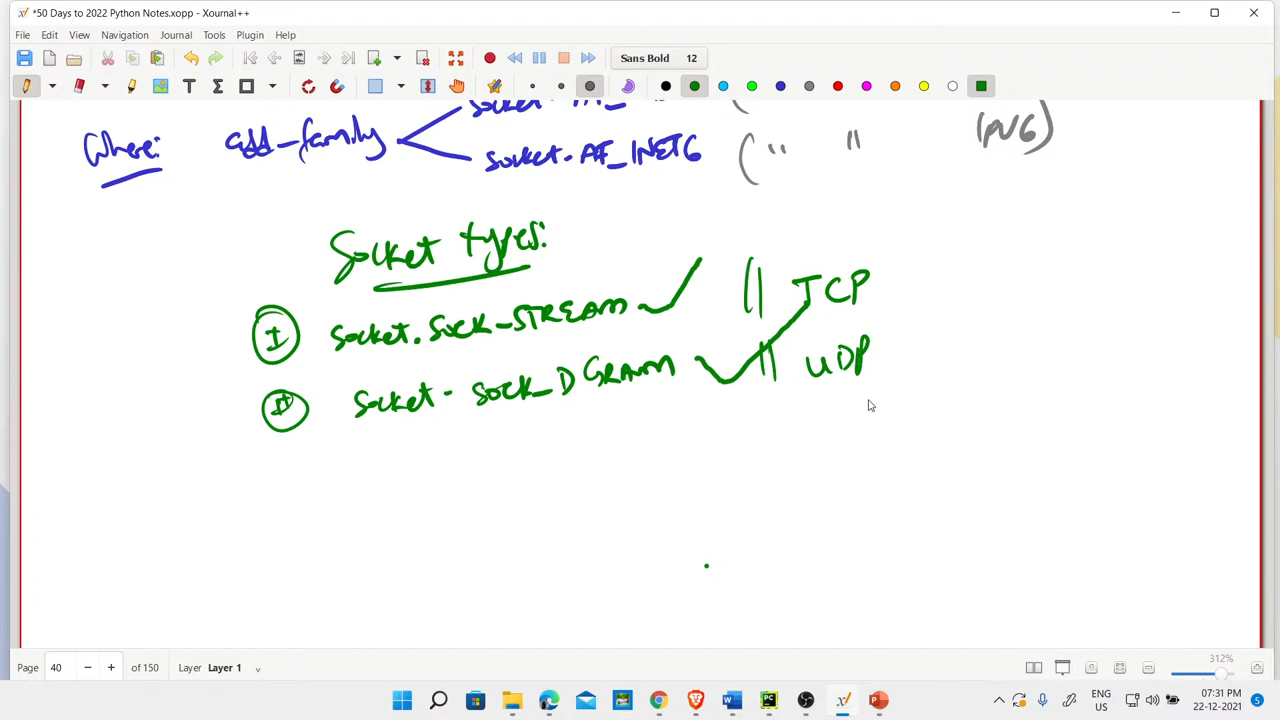 *50 Days to 2022 Python Notes.xopp - Xournal++
File Edit View Navigation Journal Tools Plugin Help
Sans Bold 12
Where: add_family
socket.AF_INET6 (" " IPV6)
Socket types:
I socket.SOCK_STREAM || TCP
II socket. SOCK_DGRAM || UDP
Page 40 of 150 Layer Layer 1
312%
ENG US
07:31 PM
22-12-2021
5